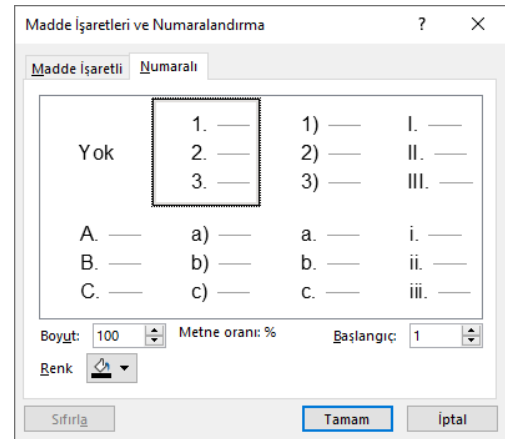 Madde İşaretleri ve Numaralandırma ? ×
Madde İşaretli Numaralı
Yok
1.
2.
3.
1)
2)
3)
I.
II.
III.
A.
B.
C.
a)
b)
c)
a.
b.
c.
i.
ii.
iii.
Boyut: 100 Metne oranı: % Başlangıç: 1
Renk
Sıfırla Tamam İptal